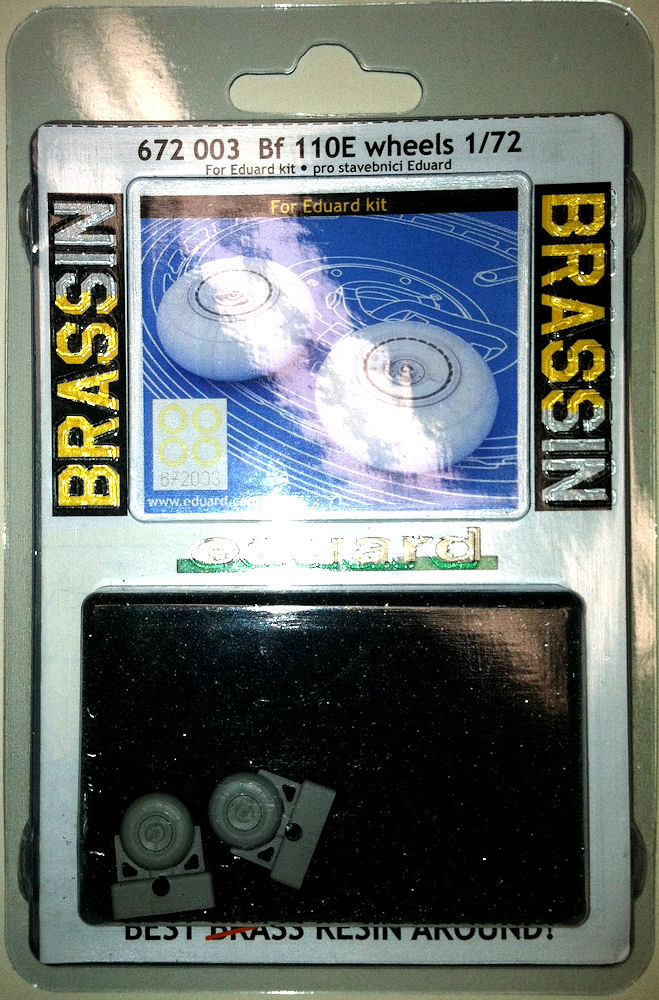 672 003 Bf 110E wheels 1/72
For Eduard kit • pro stavebnici Eduard
BRASSIN
For Eduard kit
BRASSIN
672003
www.eduard.co
eduard
BEST BRASS RESIN AROUND!